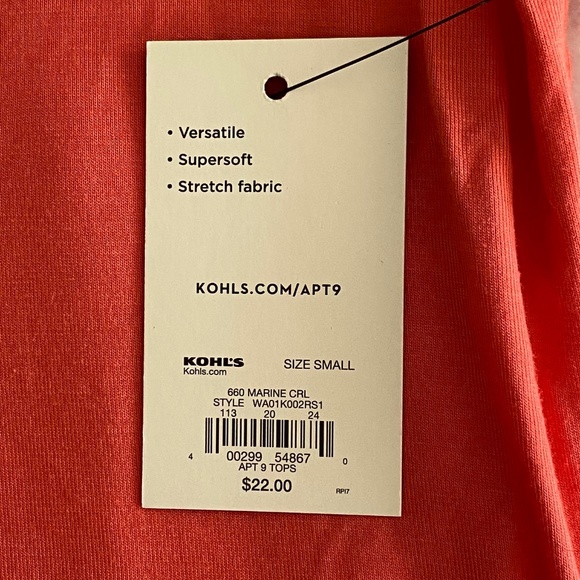 • Versatile
• Supersoft
• Stretch fabric
KOHLS.COM/APT9
KOHL'S SIZE SMALL
Kohls.com
660 MARINE CRL
STYLE WA01K002RS1
113 20 24
4 00299 54867 0
APT 9 TOPS
$22.00
RPI7